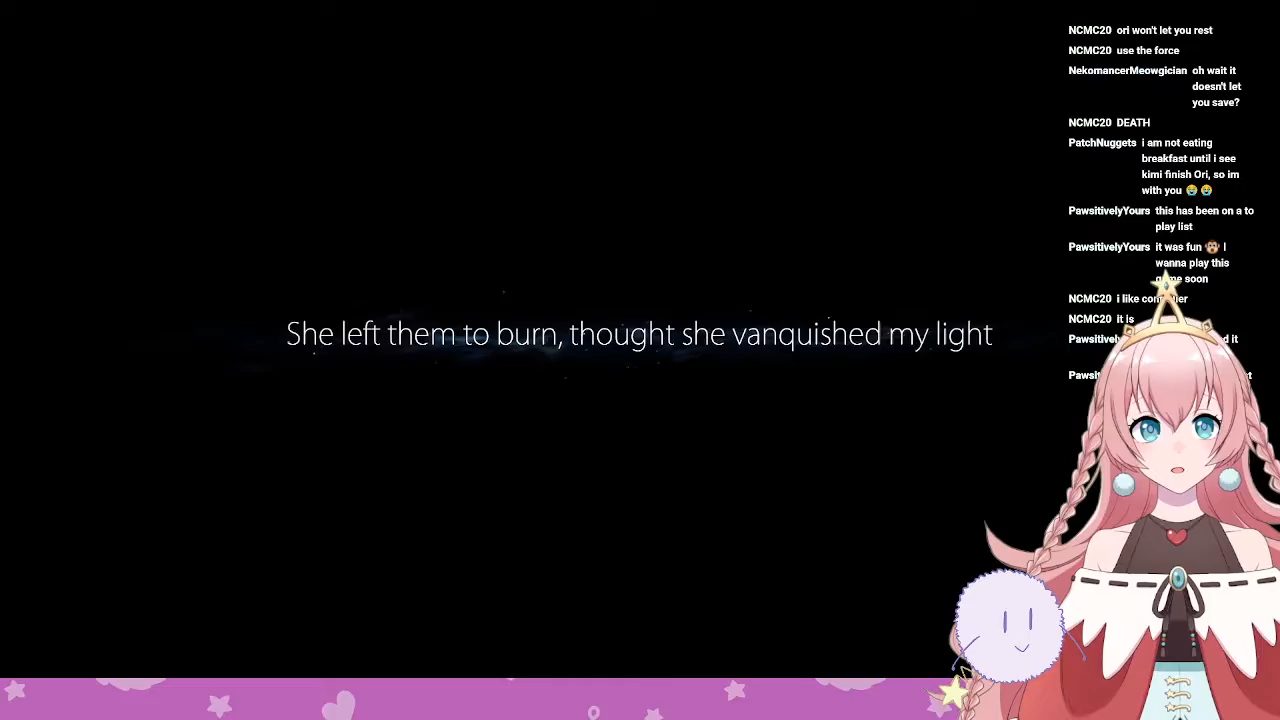 She left them to burn, thought she vanquished my light
NCMC20 ori won't let you rest
NCMC20 use the force
NekomancerMeowgician oh wait it
doesn't let
you save?
NCMC20 DEATH
PatchNuggets i am not eating
breakfast until i see
kimi finish Ori, so im
with you 😭 😭
PawsitivelyYours this has been on a to
play list
PawsitivelyYours it was fun 🙊 I
wanna play this
soon
NCMC20 i like
NCMC20 it is